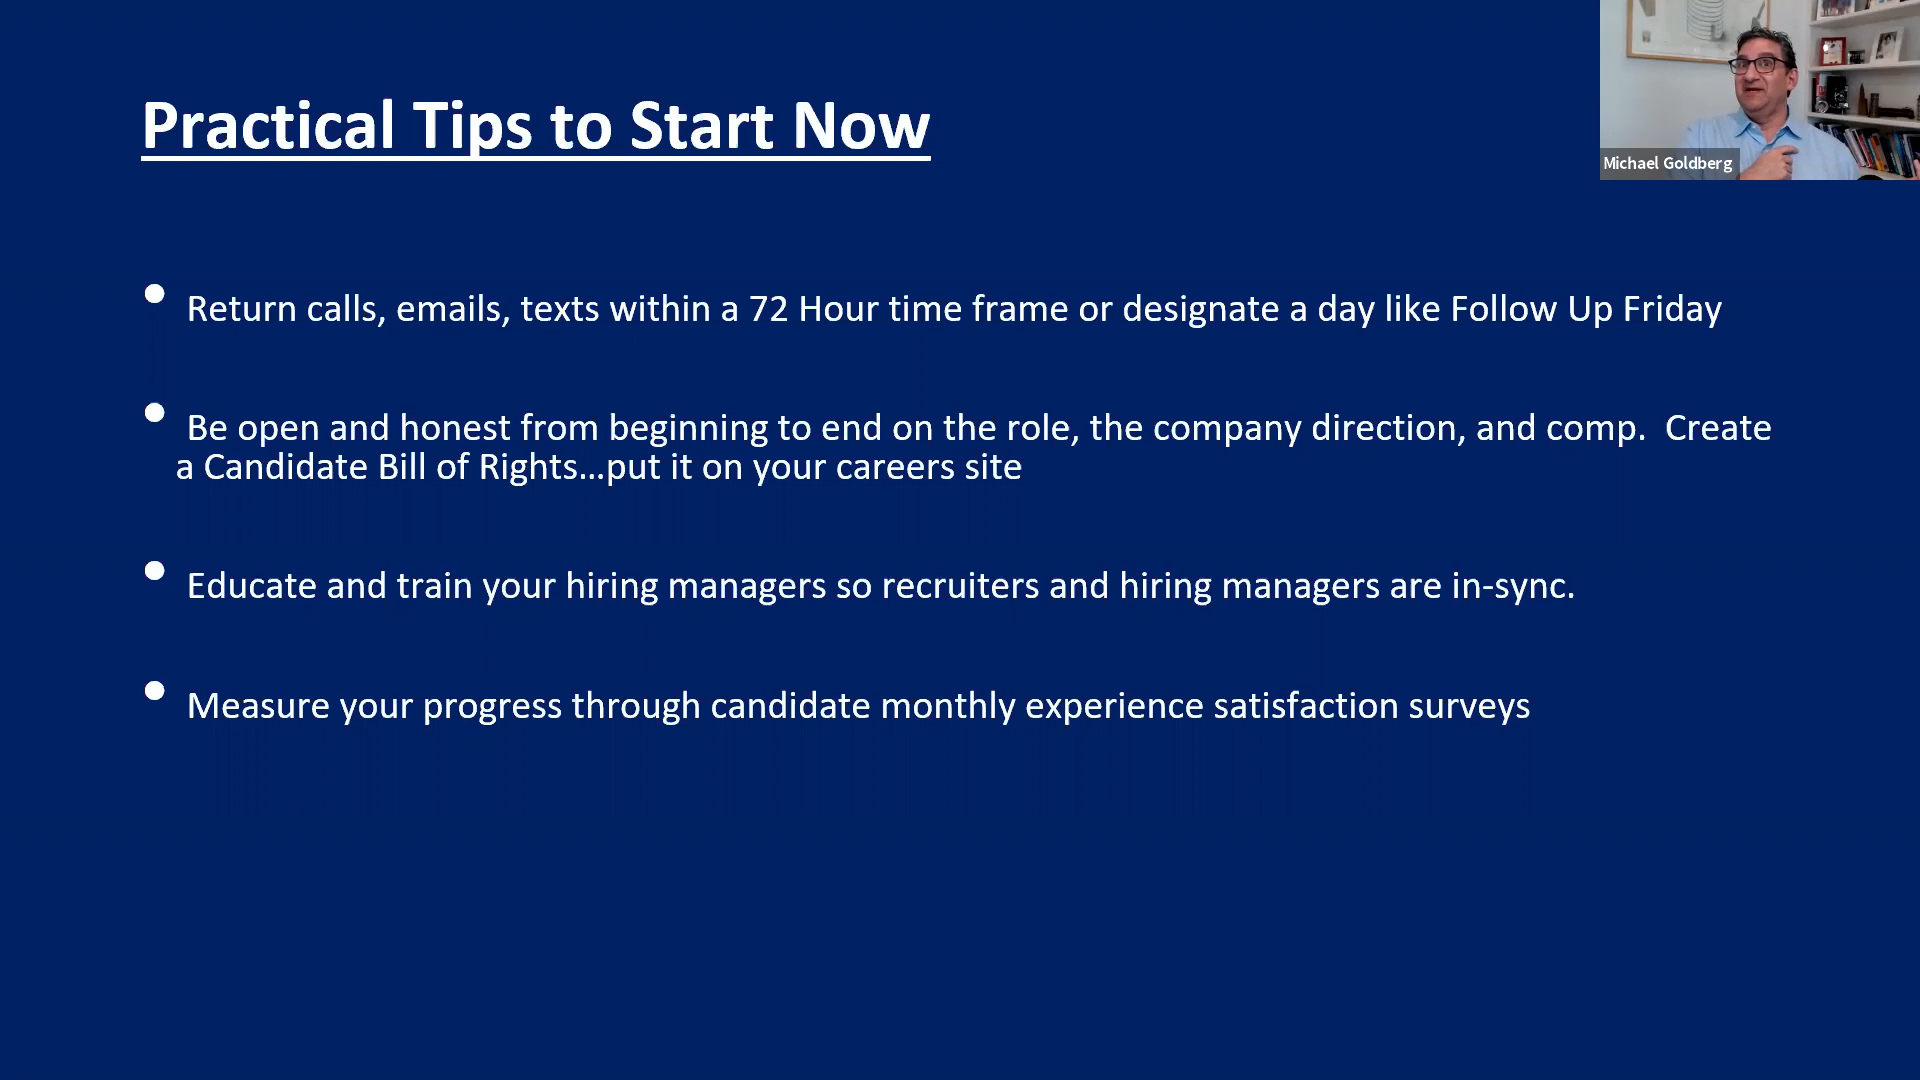 Practical Tips to Start Now
Michael Goldberg
• Return calls, emails, texts within a 72 Hour time frame or designate a day like Follow Up Friday
• Be open and honest from beginning to end on the role, the company direction, and comp.  Create
a Candidate Bill of Rights...put it on your careers site
• Educate and train your hiring managers so recruiters and hiring managers are in-sync.
• Measure your progress through candidate monthly experience satisfaction surveys